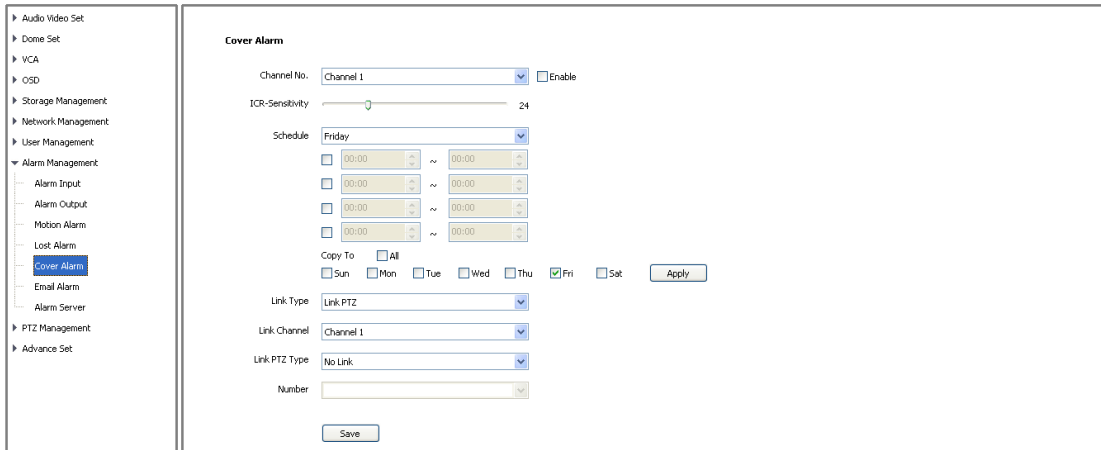 Audio Video Set
Dome Set
VCA
OSD
Storage Management
Network Management
User Management
Alarm Management
Alarm Input
Alarm Output
Motion Alarm
Lost Alarm
Cover Alarm
Email Alarm
Alarm Server
PTZ Management
Advance Set
Cover Alarm
Channel No. Channel 1 Enable
ICR-Sensitivity 24
Schedule Friday
00:00 ~ 00:00
00:00 ~ 00:00
00:00 ~ 00:00
00:00 ~ 00:00
Copy To All
Sun Mon Tue Wed Thu Fri Sat Apply
Link Type Link PTZ
Link Channel Channel 1
Link PTZ Type No Link
Number
Save